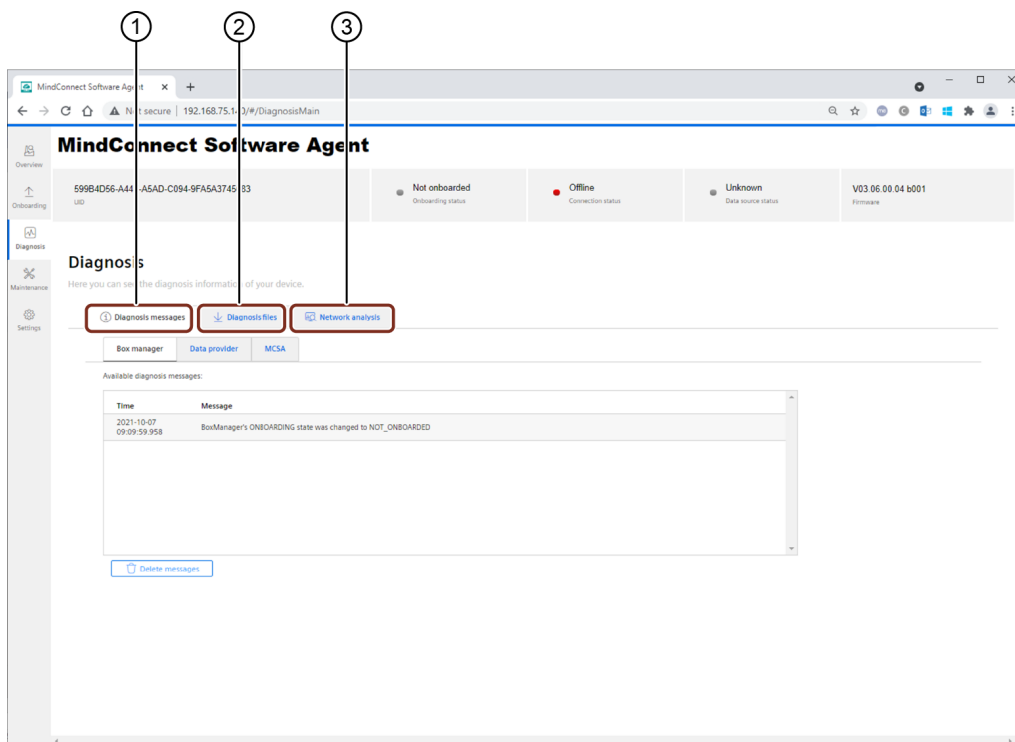 1 2 3
MindConnect Software Agent
Not secure 192.168.75.1 0/#/DiagnosisMain
MindConnect Software Agent
Overview
Onboarding
Diagnosis
Maintenance
Settings
599B4D56-A44 -A5AD-C094-9FA5A3745 83
UID
Not onboarded
Onboarding status
Offline
Connection status
Unknown
Data source status
V03.06.00.04 b001
Firmware
Diagnosis
Here you can see the diagnosis information of your device.
Diagnosis messages Diagnosis files Network analysis
Box manager Data provider MCSA
Available diagnosis messages:
Time Message
2021-10-07
09:09:59.958
BoxManager's ONBOARDING state was changed to NOT_ONBOARDED
Delete messages